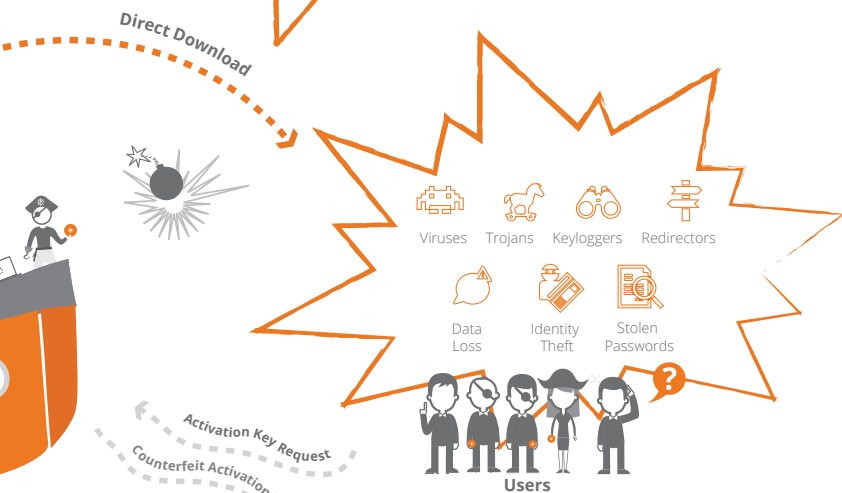 Direct Download
Viruses Trojans Keyloggers Redirectors
Data Loss
Identity Theft
Stolen Passwords
?
Activation Key Request
Counterfeit Activation
Users